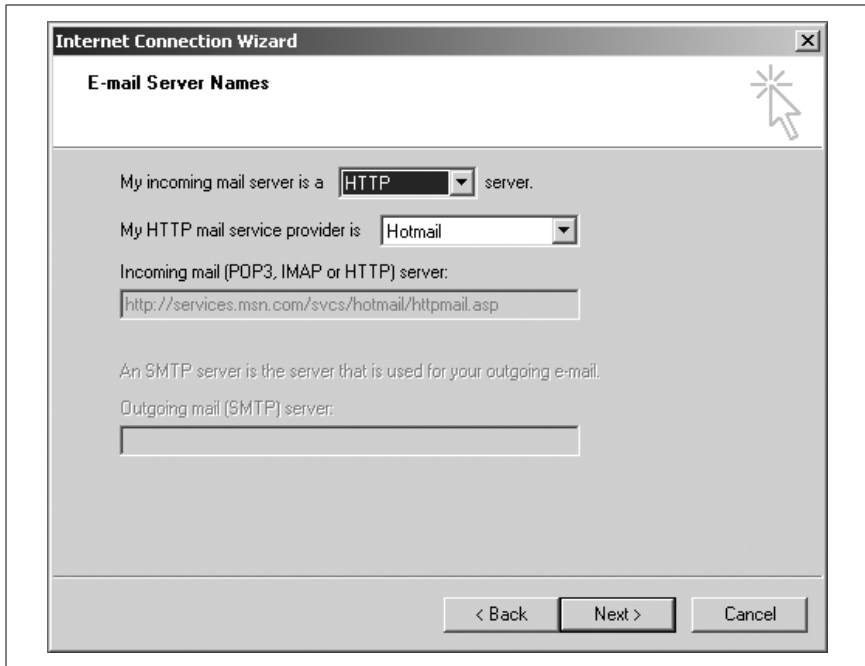 Internet Connection Wizard
E-mail Server Names
My incoming mail server is a HTTP server.
My HTTP mail service provider is Hotmail
Incoming mail (POP3, IMAP or HTTP) server:
http://services.msn.com/svcs/hotmail/httpmail.asp
An SMTP server is the server that is used for your outgoing e-mail.
Outgoing mail (SMTP) server:
< Back Next > Cancel